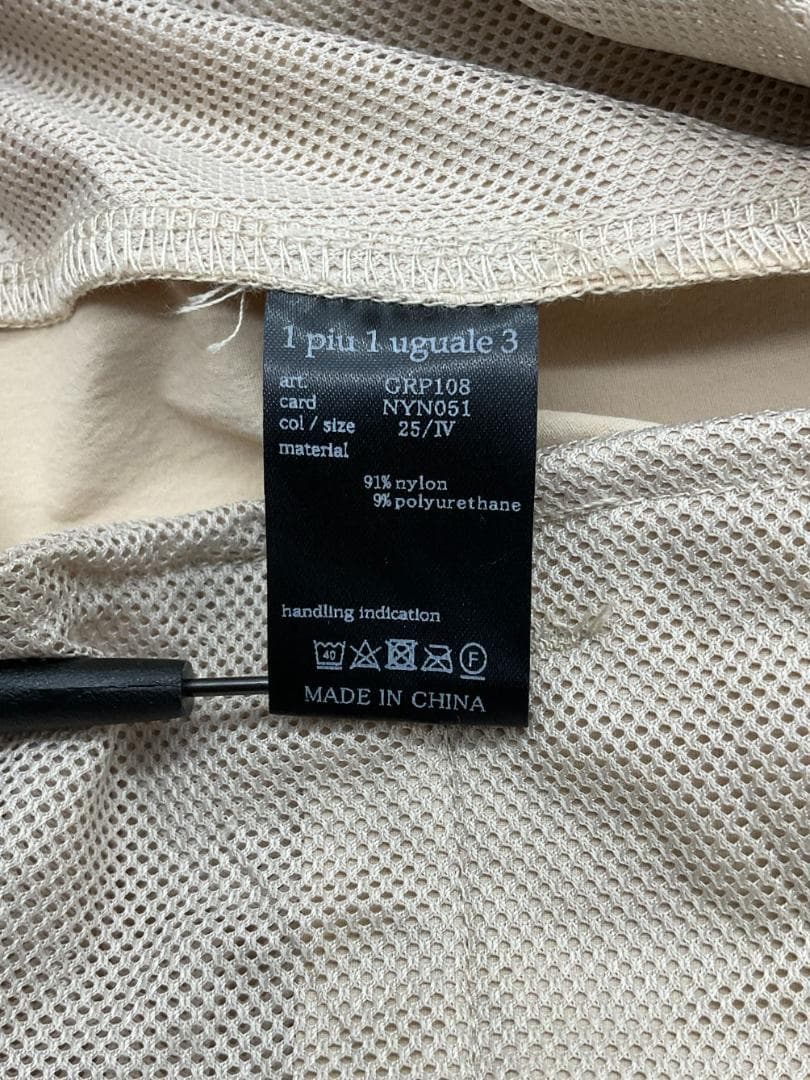 1 piu 1 uguale 3
art. GRP108
card NYN051
col / size 25/IV
material
91% nylon
9% polyurethane
handling indication
40 F
MADE IN CHINA